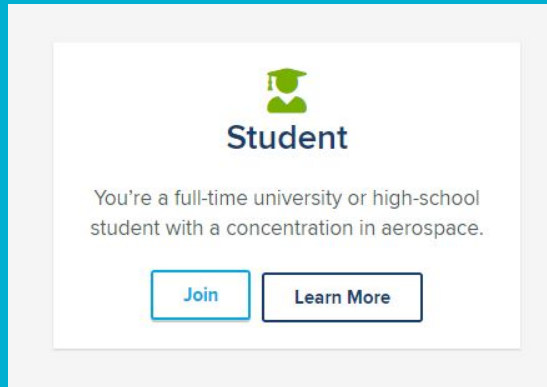 Student
You’re a full-time university or high-school
student with a concentration in aerospace.
Join
Learn More